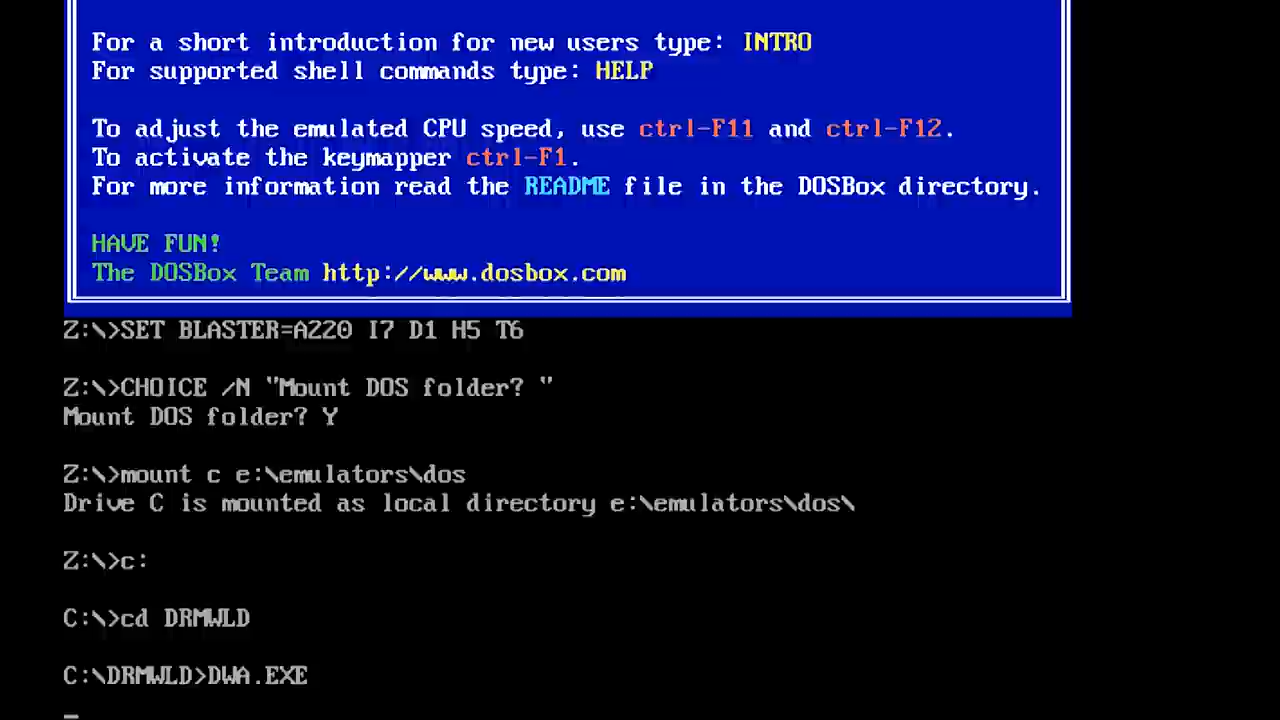 For a short introduction for new users type: INTRO
For supported shell commands type: HELP
To adjust the emulated CPU speed, use ctrl-F11 and ctrl-F12.
To activate the keymapper ctrl-F1.
For more information read the README file in the DOSBox directory.
HAVE FUN!
The DOSBox Team http://www.dosbox.com
Z:\>SET BLASTER=A220 I7 D1 H5 T6
Z:\>CHOICE /N "Mount DOS folder? "
Mount DOS folder? Y
Z:\>mount c e:\emulators\dos
Drive C is mounted as local directory e:\emulators\dos\
Z:\>c:
C:\>cd DRMWLD
C:\DRMWLD>DWA.EXE